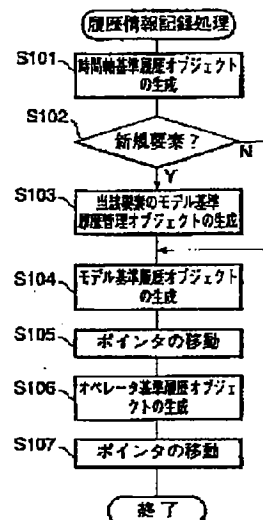 履歴情報記録処理
S101
時間軸基準履歴オブジェクト
の生成
S102
新規要素？
N
Y
S103
当該要素のモデル基準
履歴管理オブジェクトの生成
S104
モデル基準履歴オブジェクト
の生成
S105
ポインタの移動
S106
オペレータ基準履歴オブジェ
クトの生成
S107
ポインタの移動
終了